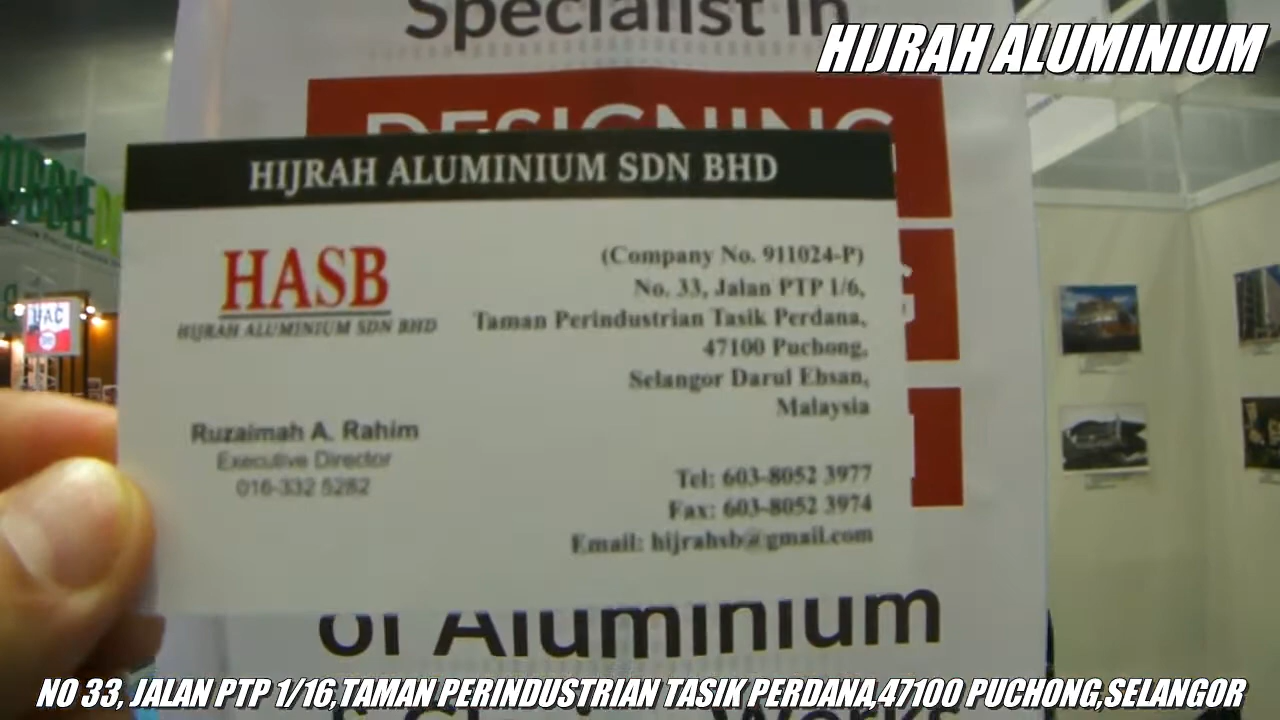 Specialist in
HIJRAH ALUMINIUM
DESIGNING
HIJRAH ALUMINIUM SDN BHD
HASB
HIJRAH ALUMINIUM SDN BHD
(Company No. 911024-P)
No. 33, Jalan PTP 1/6,
Taman Perindustrian Tasik Perdana,
47100 Puchong,
Selangor Darul Ehsan,
Malaysia
Ruzaimah A. Rahim
Executive Director
016-332 5282
Tel: 603-8052 3977
Fax: 603-8052 3974
Email: hijrahsb@gmail.com
of Aluminium
NO 33, JALAN PTP 1/16,TAMAN PERINDUSTRIAN TASIK PERDANA,47100 PUCHONG,SELANGOR